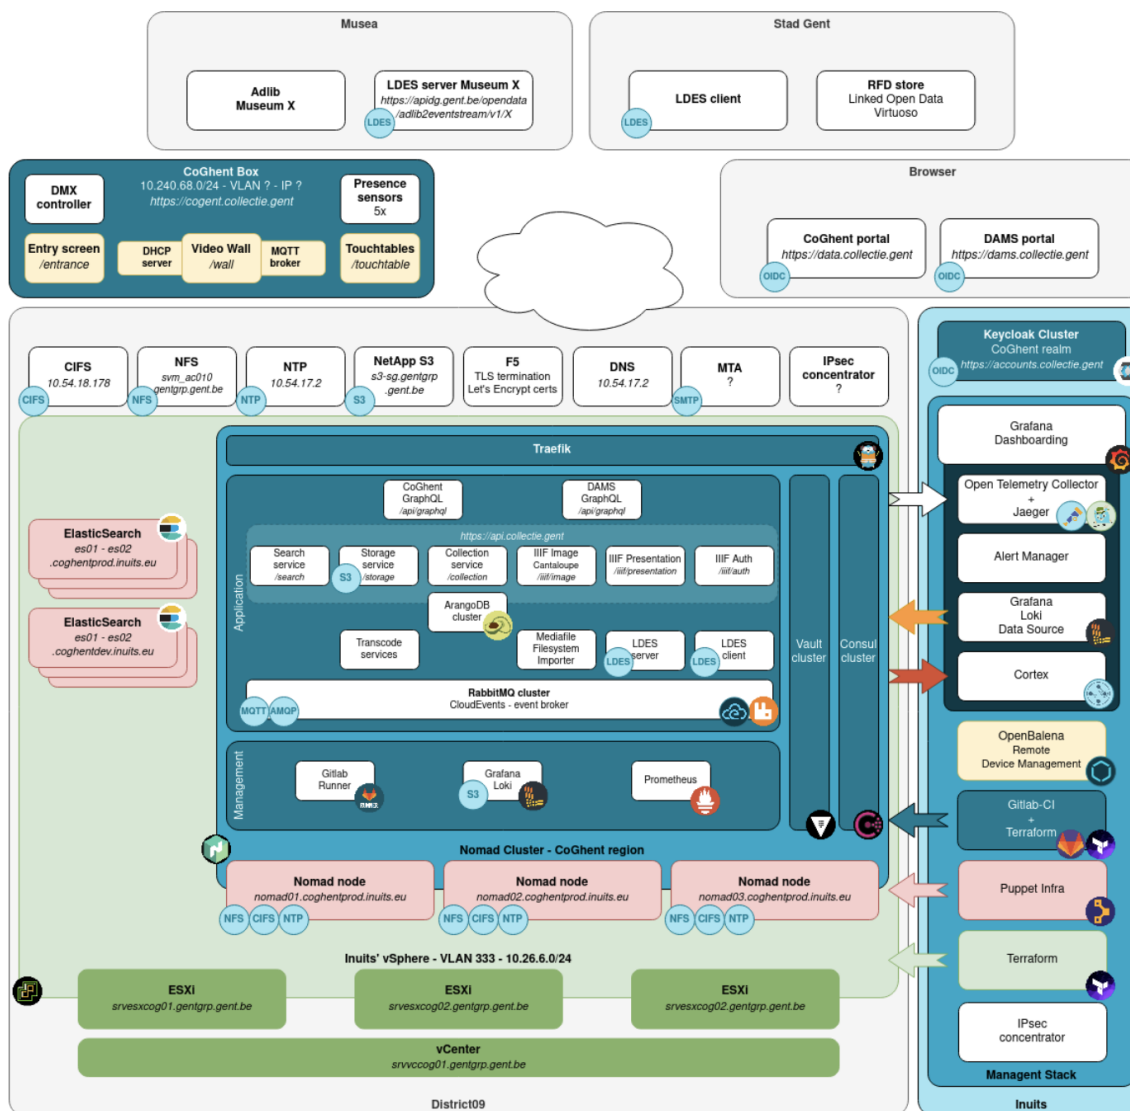 Musea
Adlib
Museum X
LDES server Museum X
https://apidg.gent.be/opendata
/adlib2eventstream/v1/X
LDES
Stad Gent
LDES client
LDES
RFD store
Linked Open Data
Virtuoso
CoGhent Box
10.240.68.0/24 - VLAN ? - IP ?
https://cogent.collectie.gent
DMX
controller
Presence
sensors
5x
Entry screen
/entrance
DHCP
server
Video Wall
/wall
MQTT
broker
Touchtables
/touchtable
Browser
CoGhent portal
https://data.collectie.gent
OIDC
DAMS portal
https://dams.collectie.gent
OIDC
CIFS
10.54.18.178
CIFS
NFS
svm_ac010
gentgrp.gent.be
NFS
NTP
10.54.17.2
NTP
NetApp S3
s3-sg.gentgrp
.gent.be
S3
F5
TLS termination
Let's Encrypt certs
DNS
10.54.17.2
MTA
?
SMTP
IPsec
concentrator
?
Keycloak Cluster
CoGhent realm
https://accounts.collectie.gent
OIDC
Traefik
CoGhent
GraphQL
/api/graphql
DAMS
GraphQL
/api/graphql
https://api.collectie.gent
Search
service
/search
Storage
service
/storage
S3
Collection
service
/collection
IIIF Image
Cantaloupe
/iiif/image
IIIF Presentation
/iiif/presentation
IIIF Auth
/iiif/auth
ArangoDB
cluster
Transcode
services
Mediafile
Filesystem
Importer
LDES
server
LDES
LDES
client
LDES
RabbitMQ cluster
CloudEvents - event broker
MQTT
AMQP
Application
Management
Gitlab
Runner
RUNNER
Grafana
Loki
S3
Prometheus
Vault
cluster
Consul
cluster
ElasticSearch
es01 - es02
.coghentprod.inuits.eu
ElasticSearch
es01 - es02
.coghentdev.inuits.eu
Nomad Cluster - CoGhent region
Nomad node
nomad01.coghentprod.inuits.eu
NFS
CIFS
NTP
Nomad node
nomad02.coghentprod.inuits.eu
NFS
CIFS
NTP
Nomad node
nomad03.coghentprod.inuits.eu
NFS
CIFS
NTP
Inuits' vSphere - VLAN 333 - 10.26.6.0/24
ESXi
srvesxcog01.gentgrp.gent.be
ESXi
srvesxcog02.gentgrp.gent.be
ESXi
srvesxcog02.gentgrp.gent.be
vCenter
srvvccog01.gentgrp.gent.be
District09
Grafana
Dashboarding
Open Telemetry Collector
+
Jaeger
Alert Manager
Grafana
Loki
Data Source
Cortex
OpenBalena
Remote
Device Management
Gitlab-CI
+
Terraform
Puppet Infra
Terraform
IPsec
concentrator
Managent Stack
Inuits